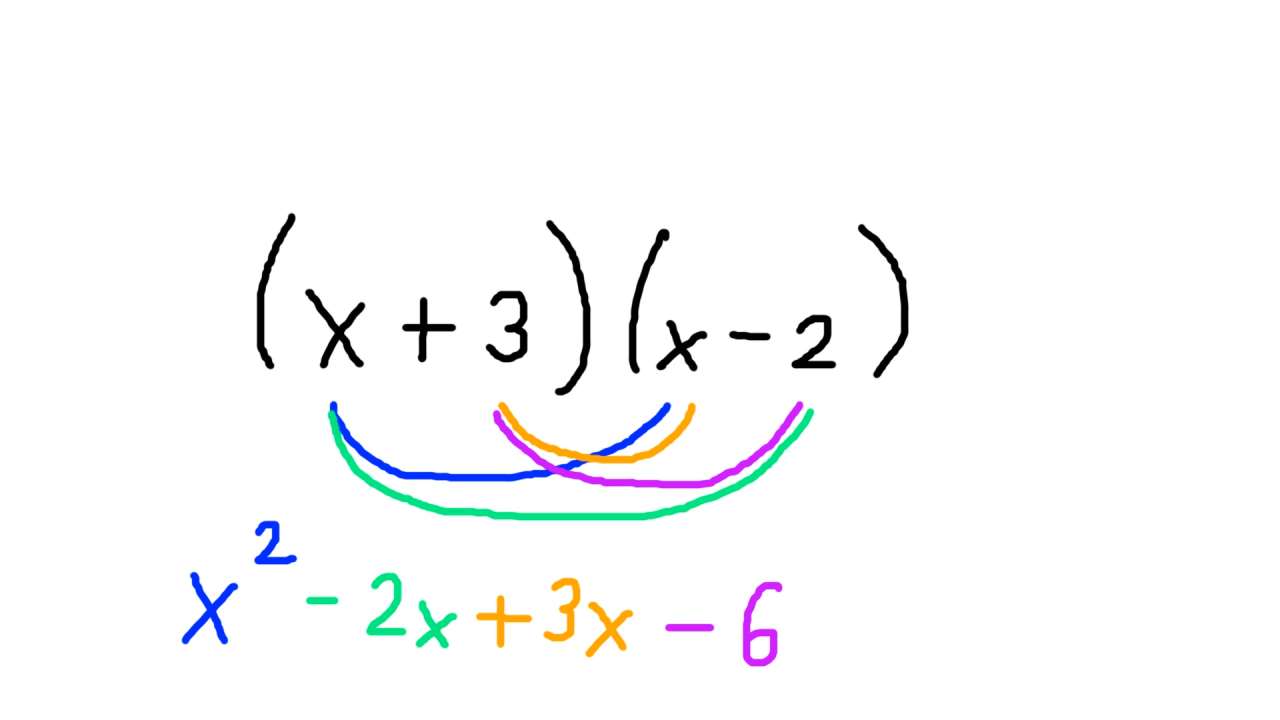 (x + 3)(x - 2)
x² - 2x + 3x - 6